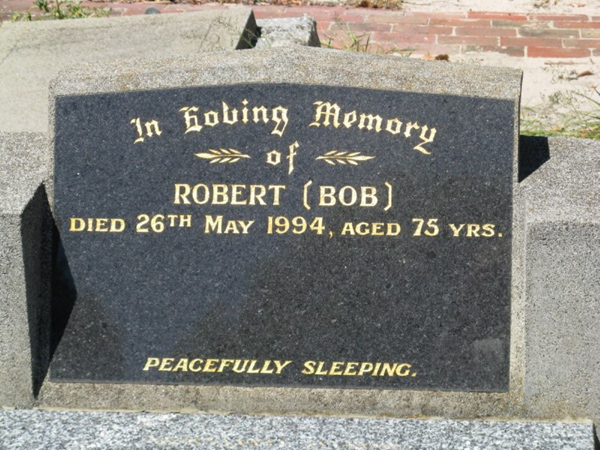 In Loving Memory
of
ROBERT (BOB)
DIED 26TH MAY 1994, AGED 75 YRS.
PEACEFULLY SLEEPING.